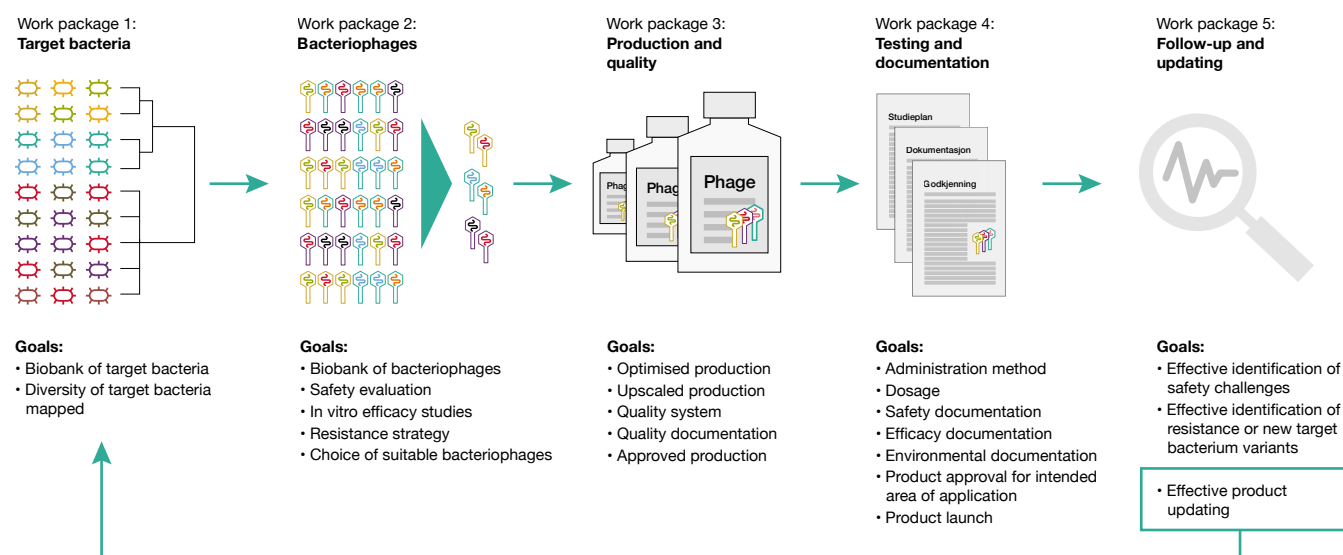 Work package 1:
Target bacteria
Work package 2:
Bacteriophages
Work package 3:
Production and
quality
Work package 4:
Testing and
documentation
Work package 5:
Follow-up and
updating
Phag
Phag
Phage
Studieplan
Dokumentasjon
Godkjenning
Goals:
• Biobank of target bacteria
• Diversity of target bacteria
mapped
Goals:
• Biobank of bacteriophages
• Safety evaluation
• In vitro efficacy studies
• Resistance strategy
• Choice of suitable bacteriophages
Goals:
• Optimised production
• Upscaled production
• Quality system
• Quality documentation
• Approved production
Goals:
• Administration method
• Dosage
• Safety documentation
• Efficacy documentation
• Environmental documentation
• Product approval for intended
area of application
• Product launch
Goals:
• Effective identification of
safety challenges
• Effective identification of
resistance or new target
bacterium variants
• Effective product
updating